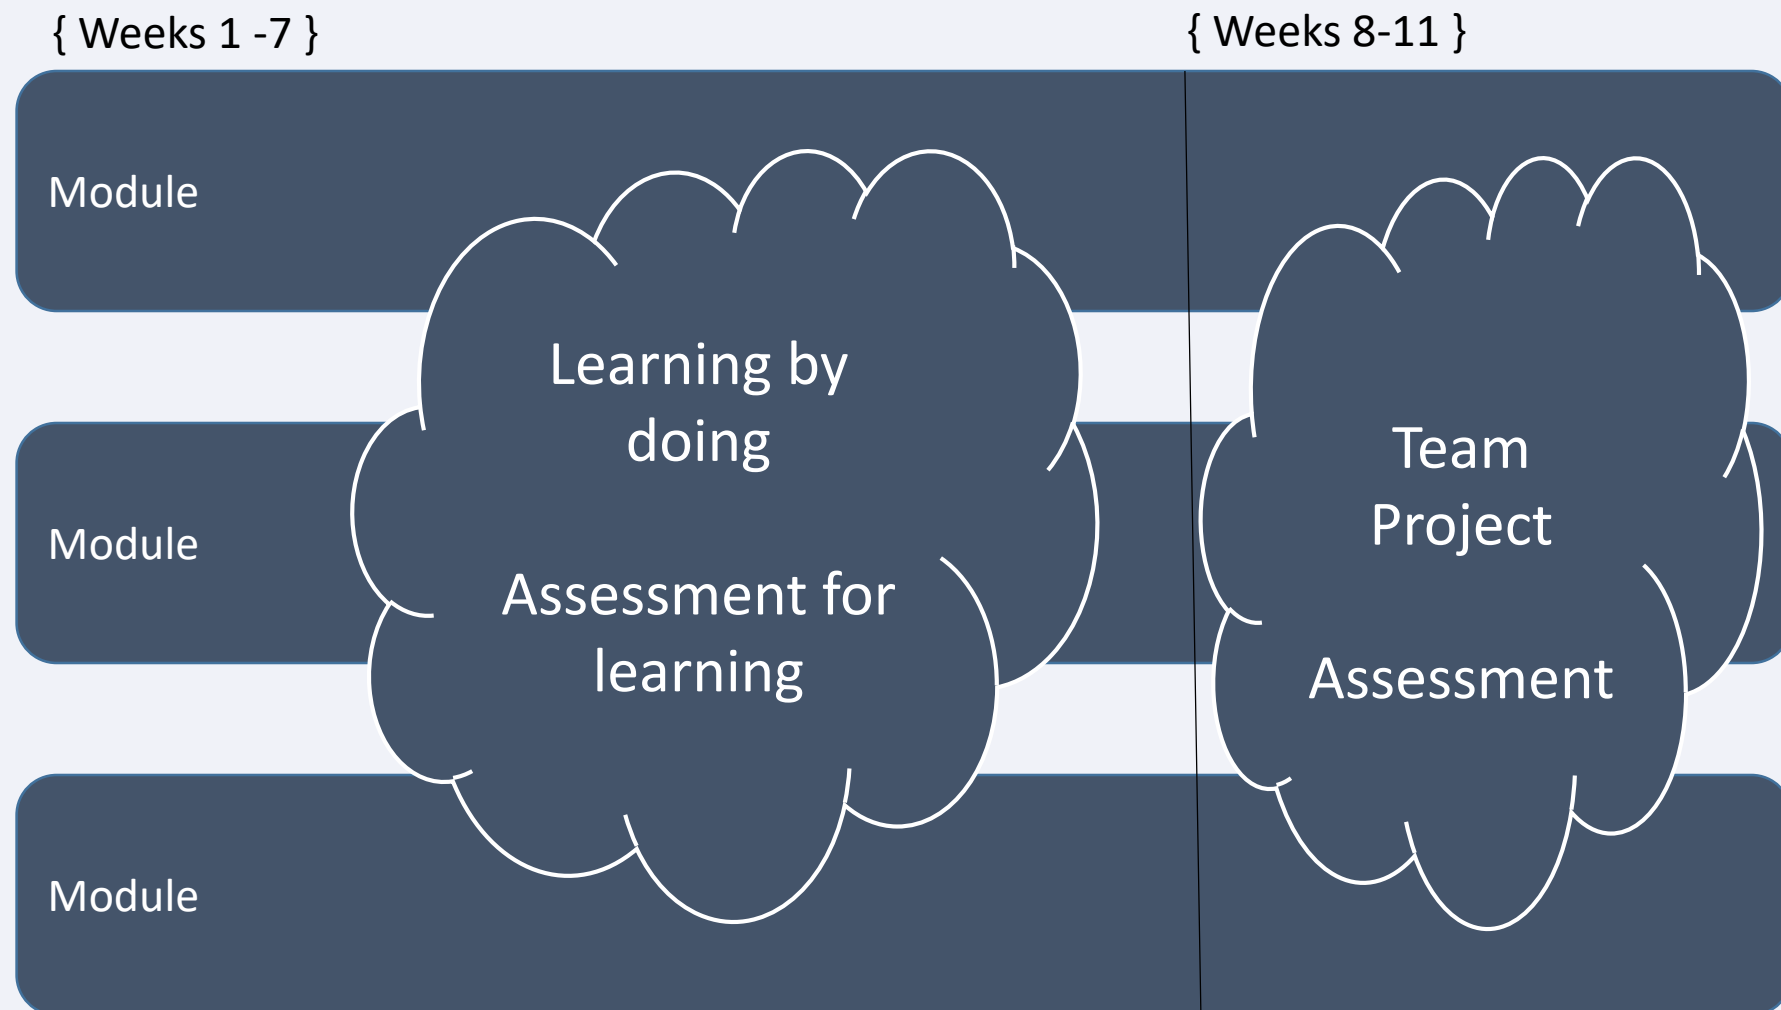 { Weeks 1 -7 }
{ Weeks 8-11 }
Module
Learning by
doing
Assessment for
learning
Team
Project
Assessment
Module
Module